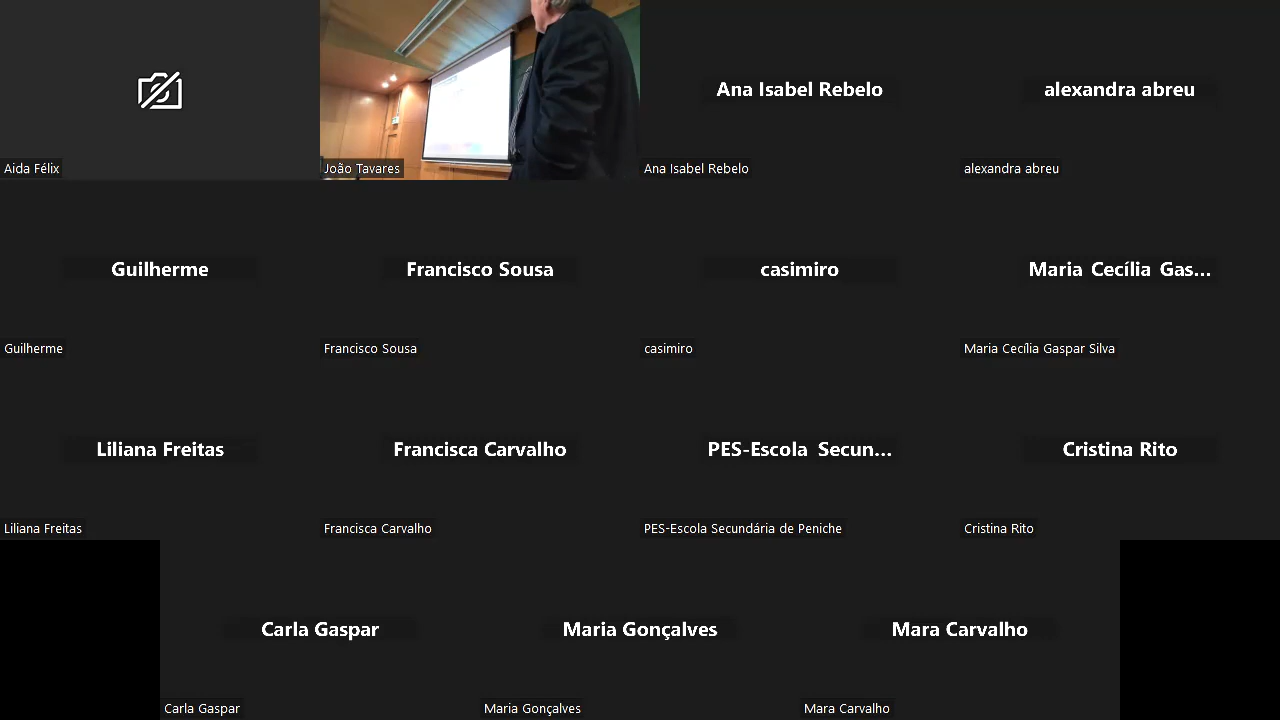 Aida Félix
João Tavares
Ana Isabel Rebelo
Ana Isabel Rebelo
alexandra abreu
alexandra abreu
Guilherme
Guilherme
Francisco Sousa
Francisco Sousa
casimiro
casimiro
Maria Cecília Gas...
Maria Cecília Gaspar Silva
Liliana Freitas
Liliana Freitas
Francisca Carvalho
Francisca Carvalho
PES-Escola Secun...
PES-Escola Secundária de Peniche
Cristina Rito
Cristina Rito
Carla Gaspar
Carla Gaspar
Maria Gonçalves
Maria Gonçalves
Mara Carvalho
Mara Carvalho